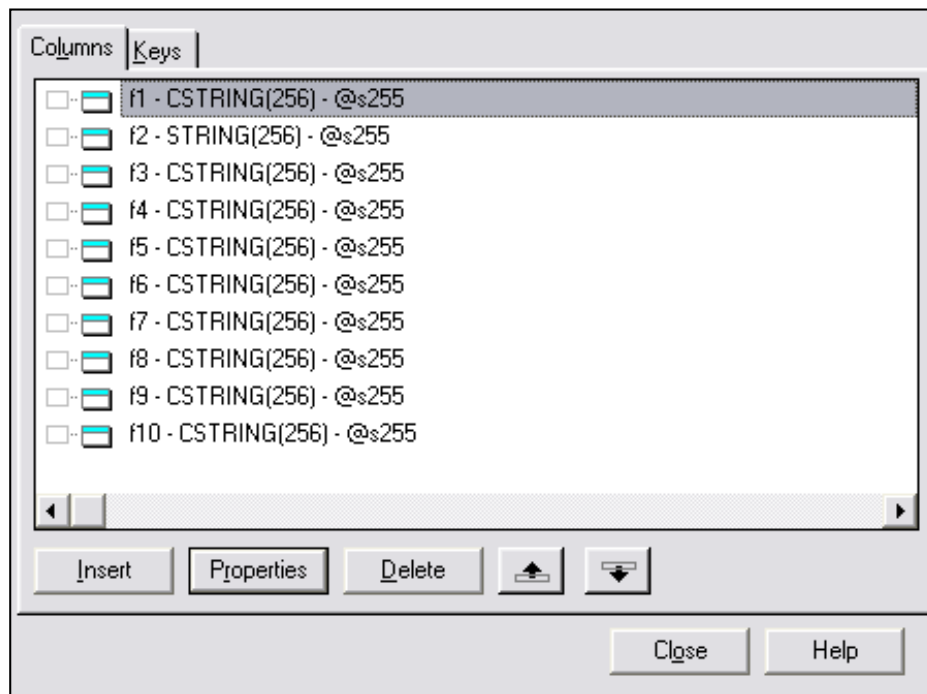 Columns Keys
f1 - CSTRING(256) - @s255
f2 - STRING(256) - @s255
f3 - CSTRING(256) - @s255
f4 - CSTRING(256) - @s255
f5 - CSTRING(256) - @s255
f6 - CSTRING(256) - @s255
f7 - CSTRING(256) - @s255
f8 - CSTRING(256) - @s255
f9 - CSTRING(256) - @s255
f10 - CSTRING(256) - @s255
Insert Properties Delete
Close Help